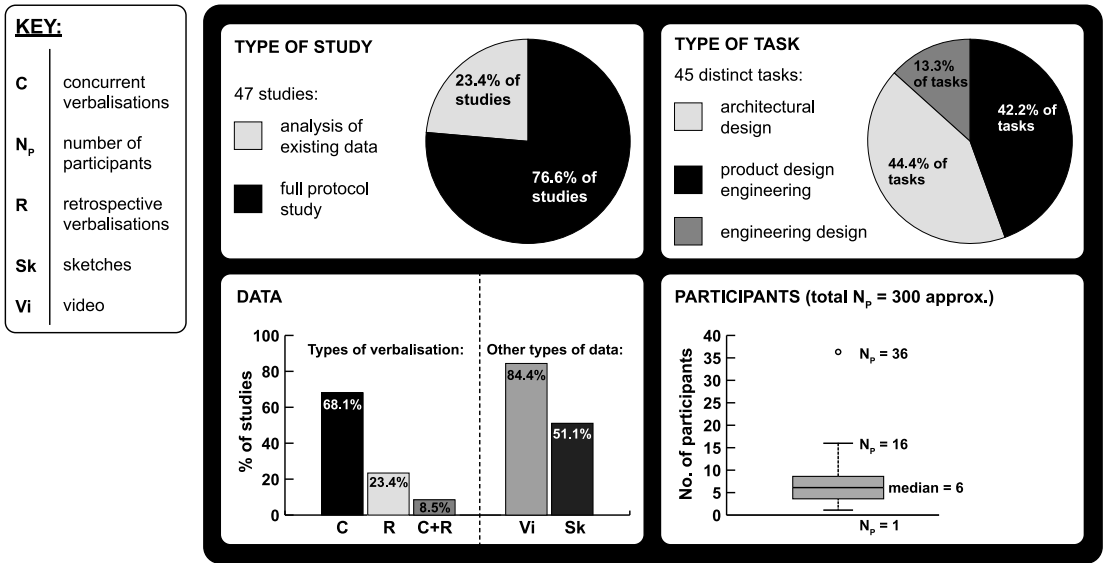 KEY:
C concurrent
verbalisations
Nₚ number of
participants
R retrospective
verbalisations
Sk sketches
Vi video
TYPE OF STUDY
47 studies:
analysis of
existing data
full protocol
study
23.4% of
studies
76.6% of
studies
TYPE OF TASK
45 distinct tasks:
architectural
design
product design
engineering
engineering design
13.3%
of tasks
42.2% of
tasks
44.4% of
tasks
DATA
Types of verbalisation:
Other types of data:
% of studies
100
80
60
40
20
0
68.1%
23.4%
8.5%
84.4%
51.1%
C R C+R Vi Sk
PARTICIPANTS (total Nₚ = 300 approx.)
No. of participants
40
35
30
25
20
15
10
5
0
Nₚ = 36
Nₚ = 16
median = 6
Nₚ = 1